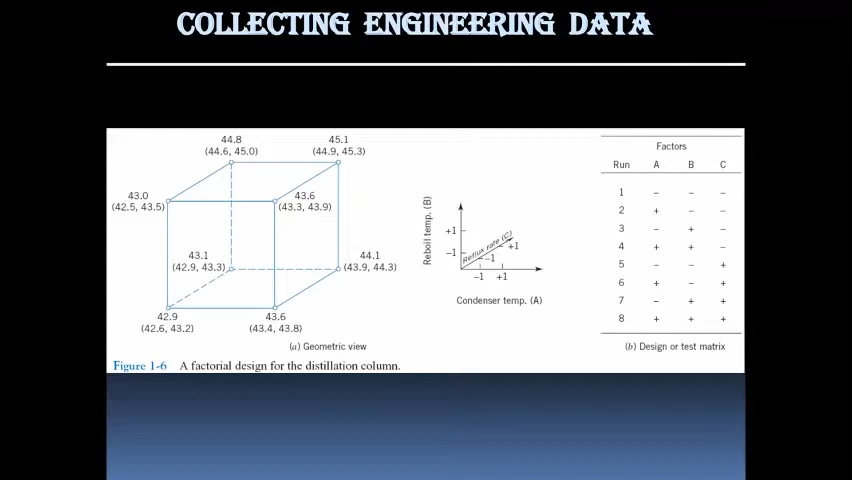 COLLECTING ENGINEERING DATA
44.8
(44.6, 45.0)
45.1
(44.9, 45.3)
43.0
(42.5, 43.5)
43.6
(43.3, 43.9)
43.1
(42.9, 43.3)
44.1
(43.9, 44.3)
42.9
(42.6, 43.2)
43.6
(43.4, 43.8)
(a) Geometric view
Reboil temp. (B)
+1
−1
Reflux rate (C)
+1
−1
−1 +1
Condenser temp. (A)
Factors
Run A B C
1 − − −
2 + − −
3 − + −
4 + + −
5 − − +
6 + − +
7 − + +
8 + + +
(b) Design or test matrix
Figure 1-6 A factorial design for the distillation column.